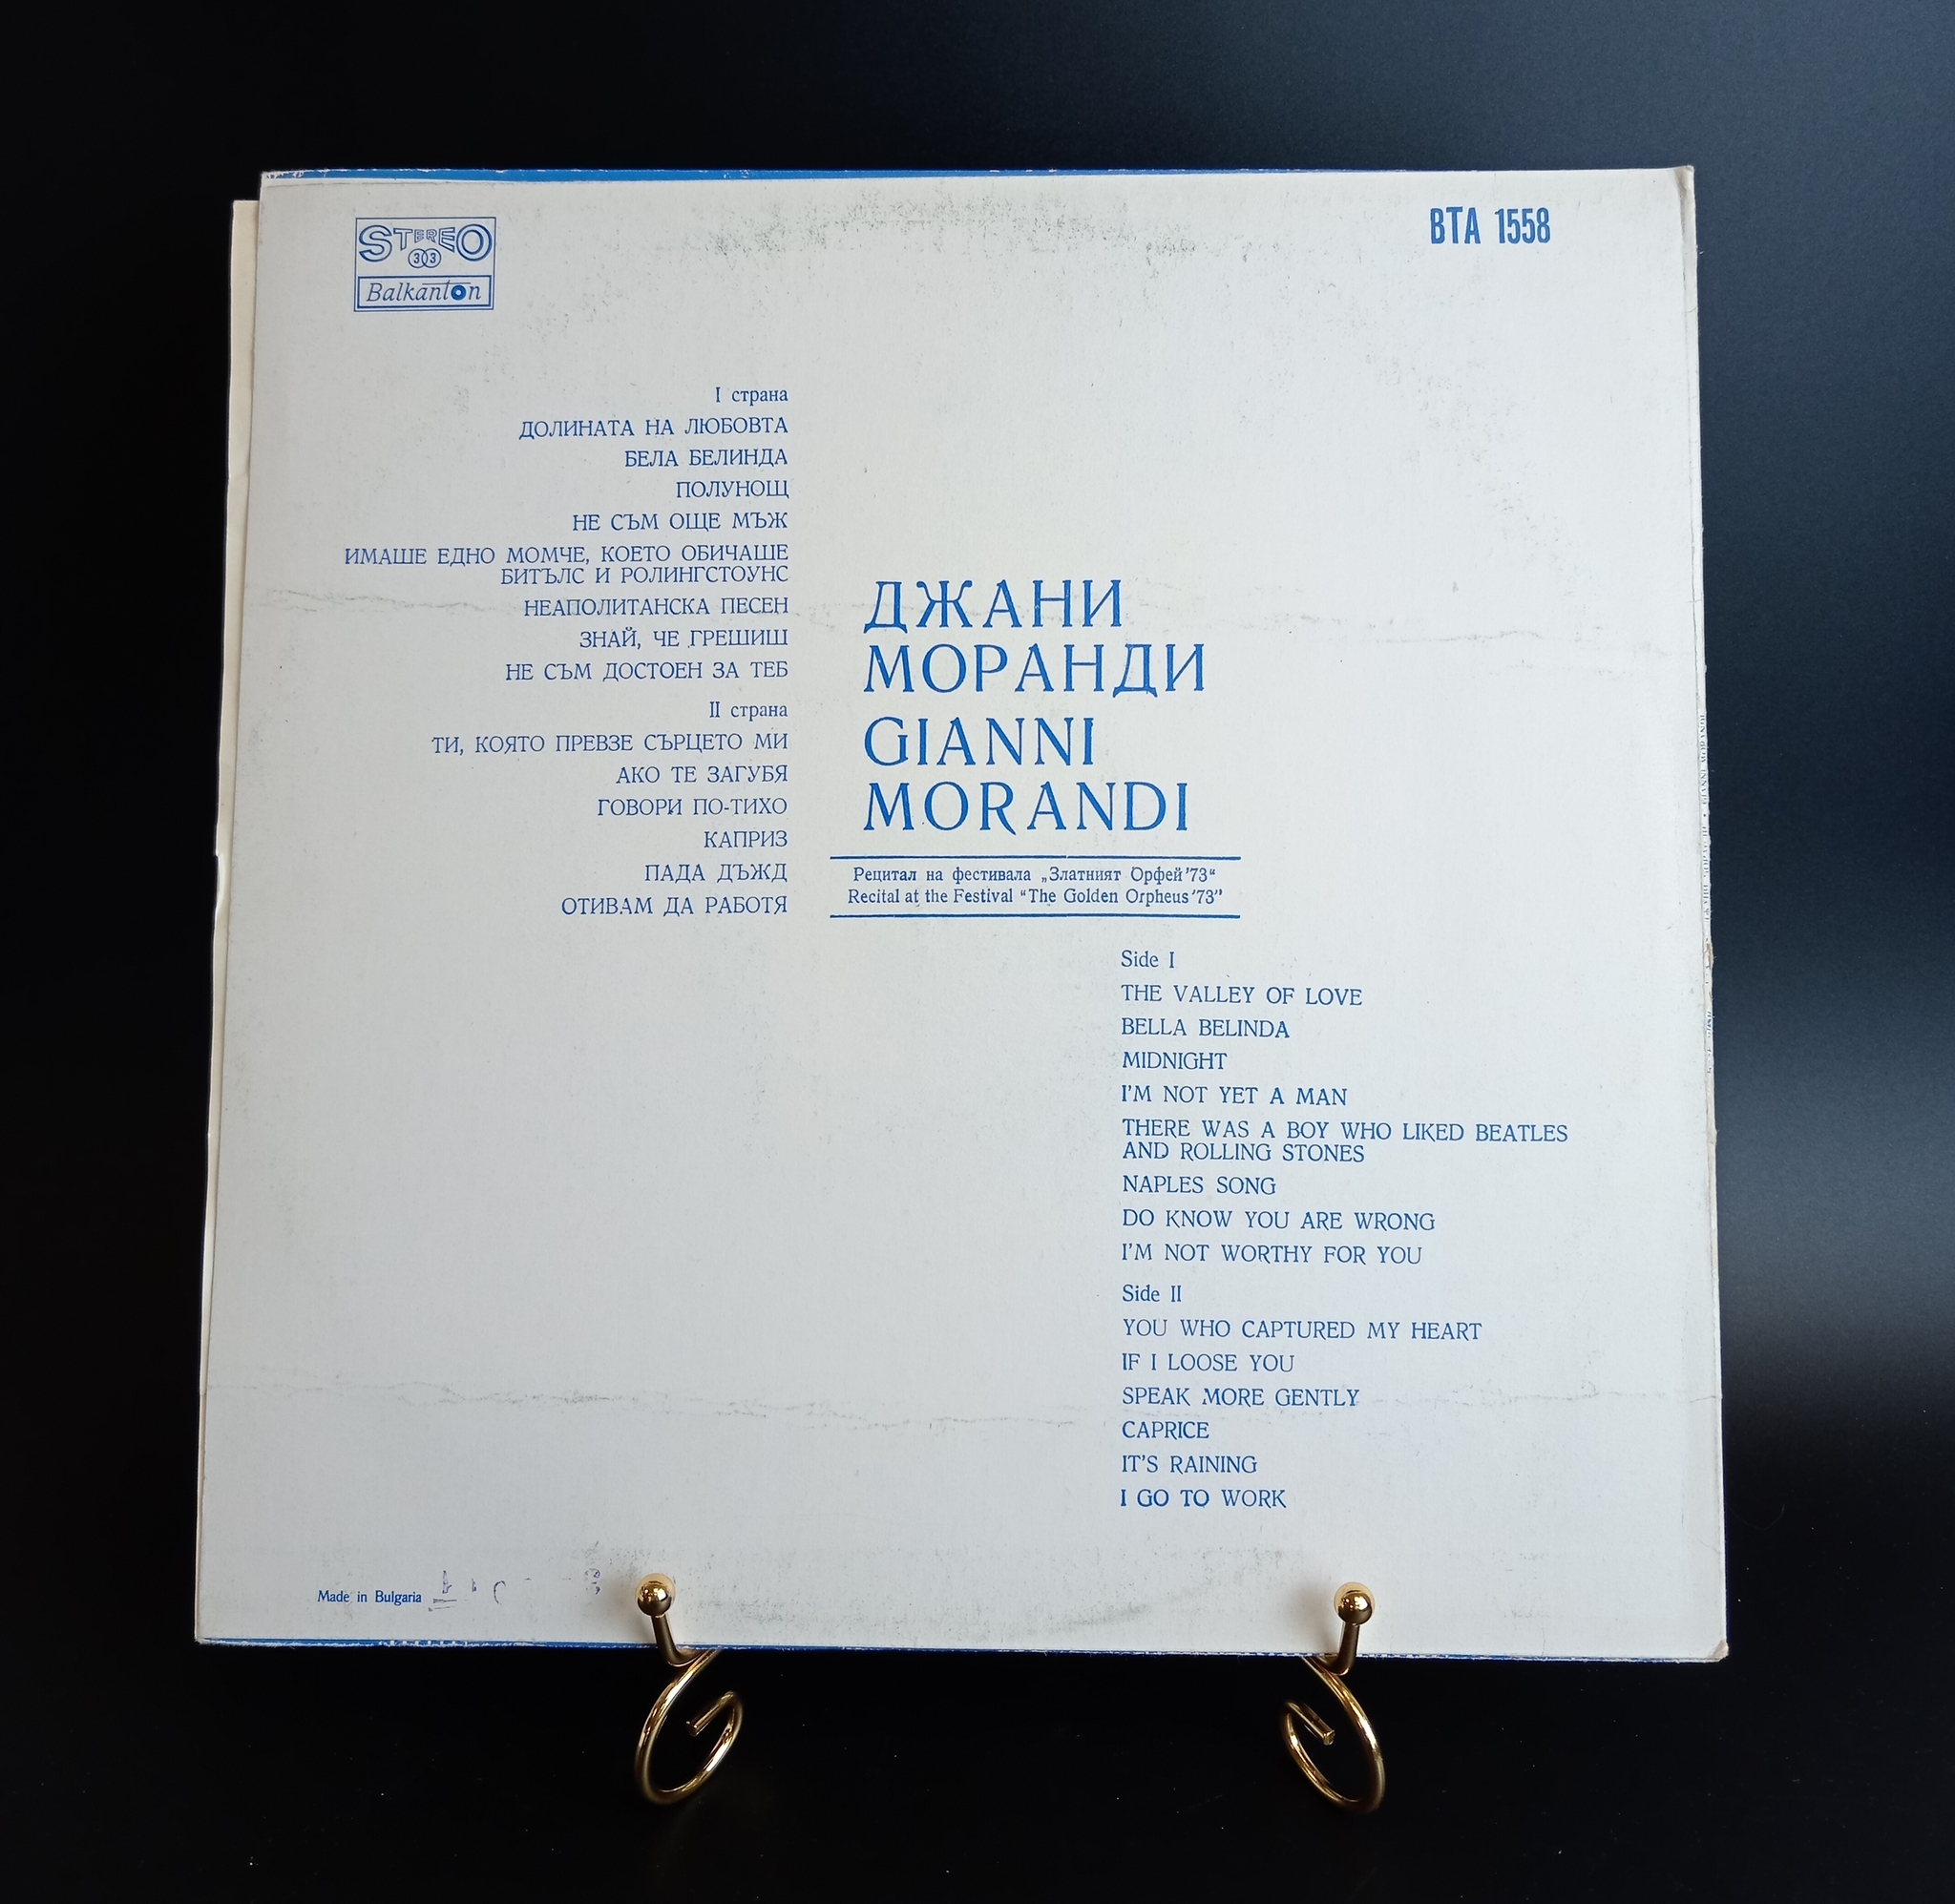 STEREO
33
Balkanton
ВТА 1558
I страна
ДОЛИНАТА НА ЛЮБОВТА
БЕЛА БЕЛИНДА
ПОЛУНОЩ
НЕ СЪМ ОЩЕ МЪЖ
ИМАШЕ ЕДНО МОМЧЕ, КОЕТО ОБИЧАШЕ
БИТЪЛС И РОЛИНГСТОУНС
НЕАПОЛИТАНСКА ПЕСЕН
ЗНАЙ, ЧЕ ГРЕШИШ
НЕ СЪМ ДОСТОЕН ЗА ТЕБ
II страна
ТИ, КОЯТО ПРЕВЗЕ СЪРЦЕТО МИ
АКО ТЕ ЗАГУБЯ
ГОВОРИ ПО-ТИХО
КАПРИЗ
ПАДА ДЪЖД
ОТИВАМ ДА РАБОТЯ
ДЖАНИ
МОРАНДИ
GIANNI
MORANDI
Рецитал на фестивала „Златният Орфей '73“
Recital at the Festival “The Golden Orpheus '73”
Side I
THE VALLEY OF LOVE
BELLA BELINDA
MIDNIGHT
I'M NOT YET A MAN
THERE WAS A BOY WHO LIKED BEATLES
AND ROLLING STONES
NAPLES SONG
DO KNOW YOU ARE WRONG
I'M NOT WORTHY FOR YOU
Side II
YOU WHO CAPTURED MY HEART
IF I LOOSE YOU
SPEAK MORE GENTLY
CAPRICE
IT'S RAINING
I GO TO WORK
Made in Bulgaria
GIANNI MORANDI